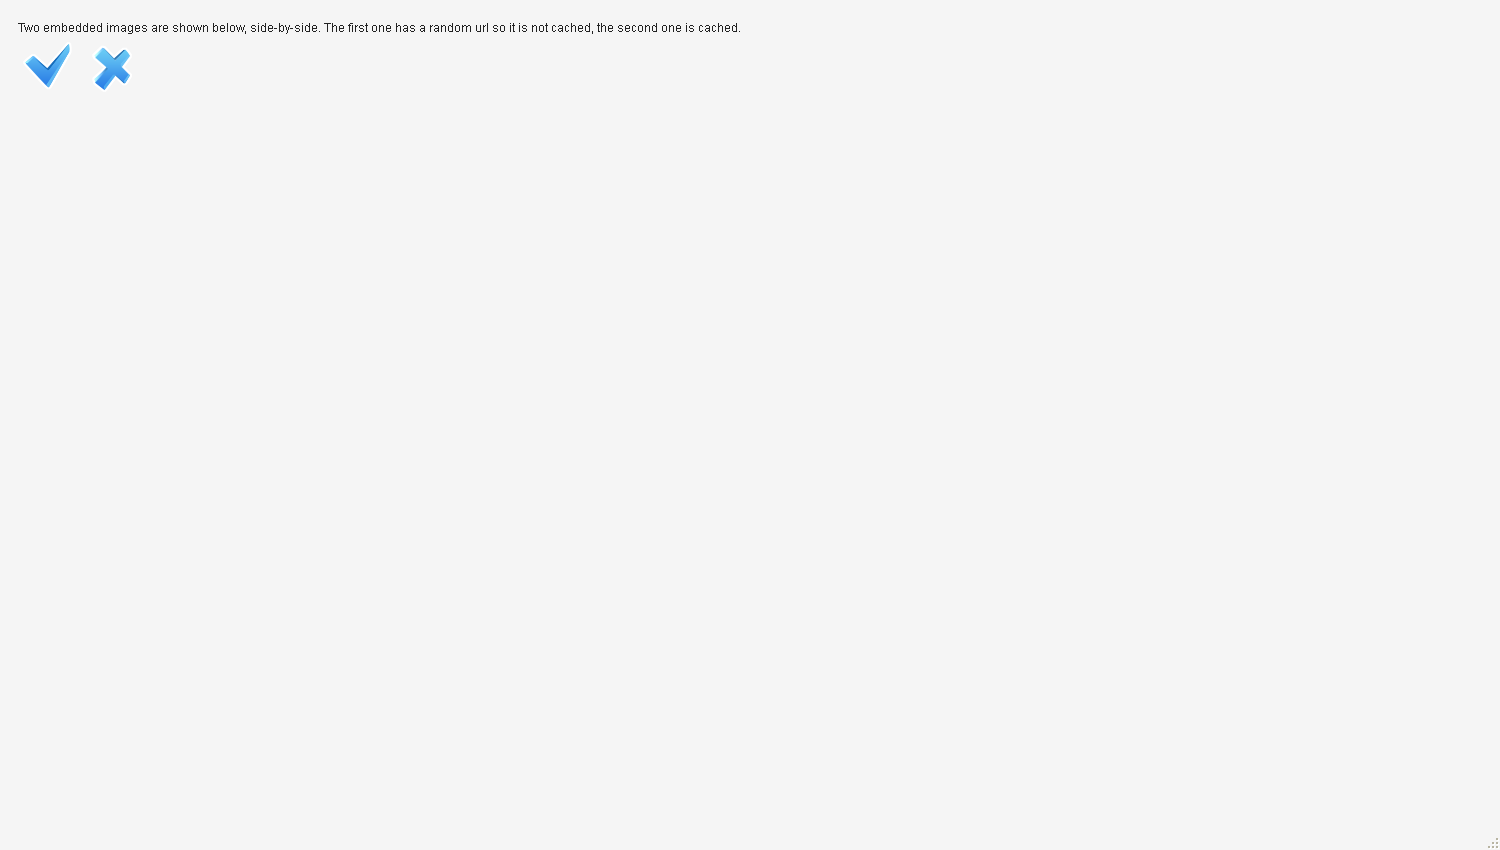 Two embedded images are shown below, side-by-side. The first one has a random url so it is not cached, the second one is cached.